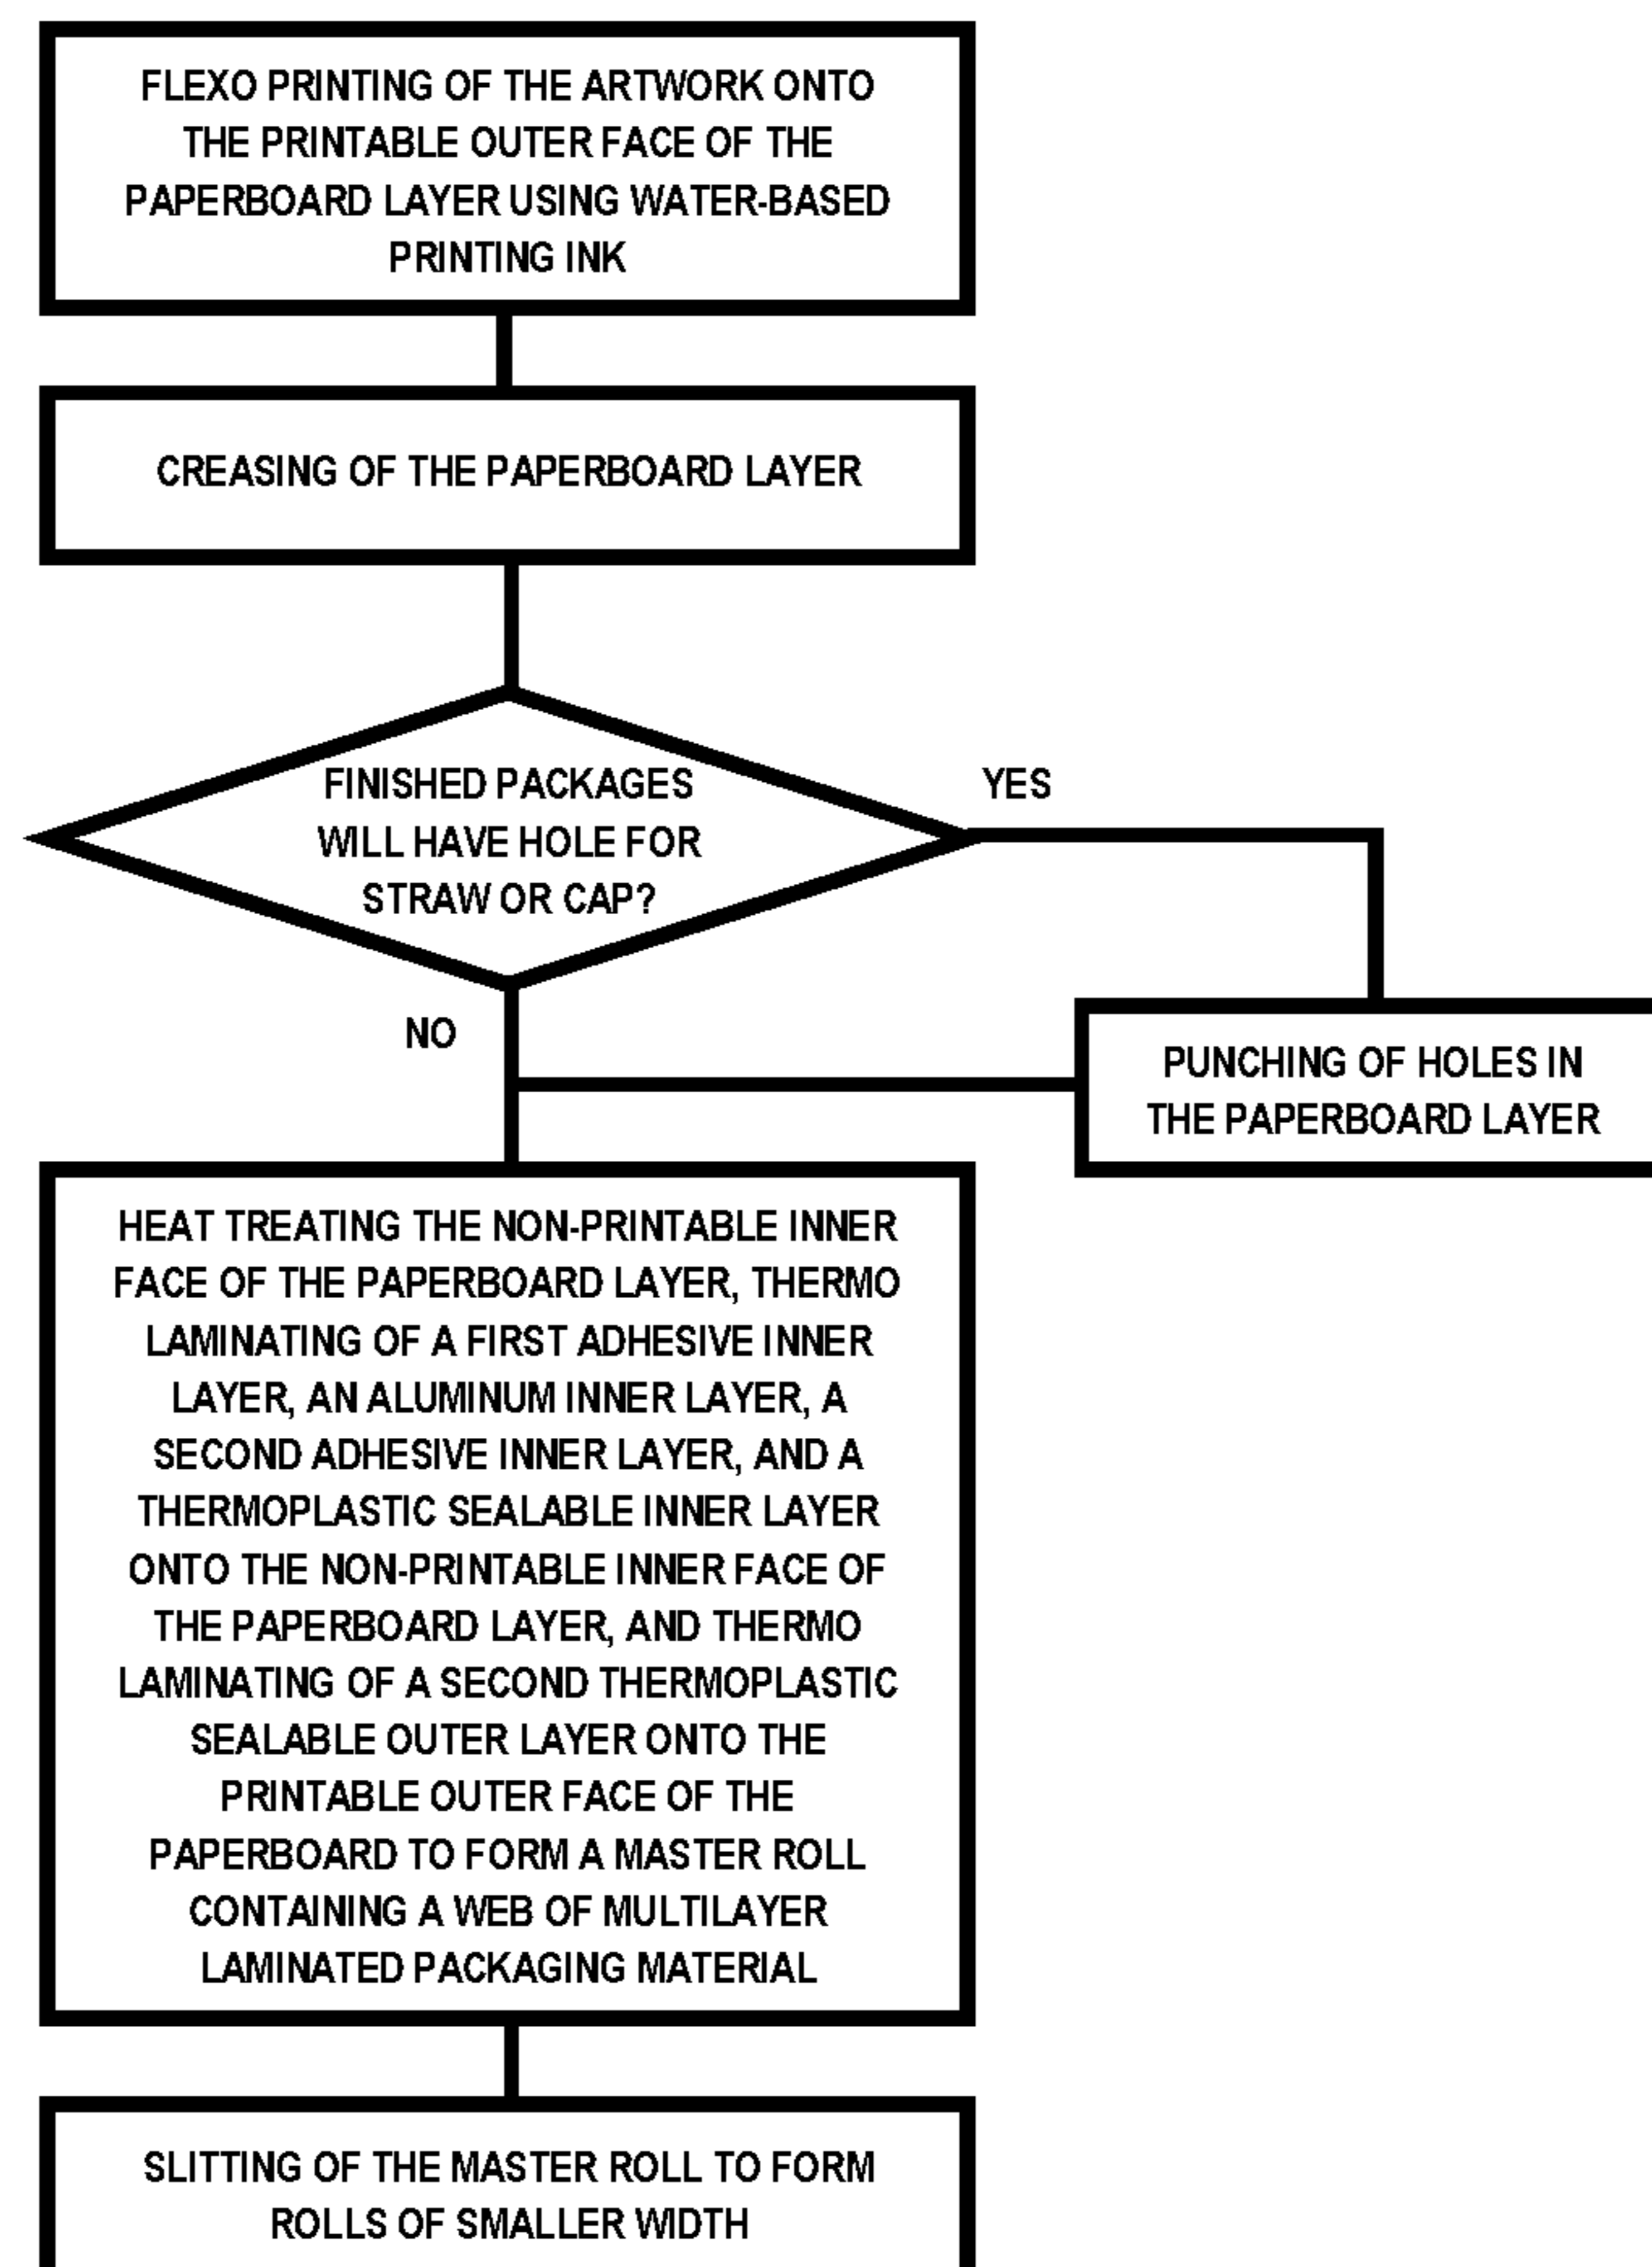 FLEXO PRINTING OF THE ARTWORK ONTO
THE PRINTABLE OUTER FACE OF THE
PAPERBOARD LAYER USING WATER-BASED
PRINTING INK
CREASING OF THE PAPERBOARD LAYER
FINISHED PACKAGES
WILL HAVE HOLE FOR
STRAW OR CAP?
YES
NO
PUNCHING OF HOLES IN
THE PAPERBOARD LAYER
HEAT TREATING THE NON-PRINTABLE INNER
FACE OF THE PAPERBOARD LAYER, THERMO
LAMINATING OF A FIRST ADHESIVE INNER
LAYER, AN ALUMINUM INNER LAYER, A
SECOND ADHESIVE INNER LAYER, AND A
THERMOPLASTIC SEALABLE INNER LAYER
ONTO THE NON-PRINTABLE INNER FACE OF
THE PAPERBOARD LAYER, AND THERMO
LAMINATING OF A SECOND THERMOPLASTIC
SEALABLE OUTER LAYER ONTO THE
PRINTABLE OUTER FACE OF THE
PAPERBOARD TO FORM A MASTER ROLL
CONTAINING A WEB OF MULTILAYER
LAMINATED PACKAGING MATERIAL
SLITTING OF THE MASTER ROLL TO FORM
ROLLS OF SMALLER WIDTH